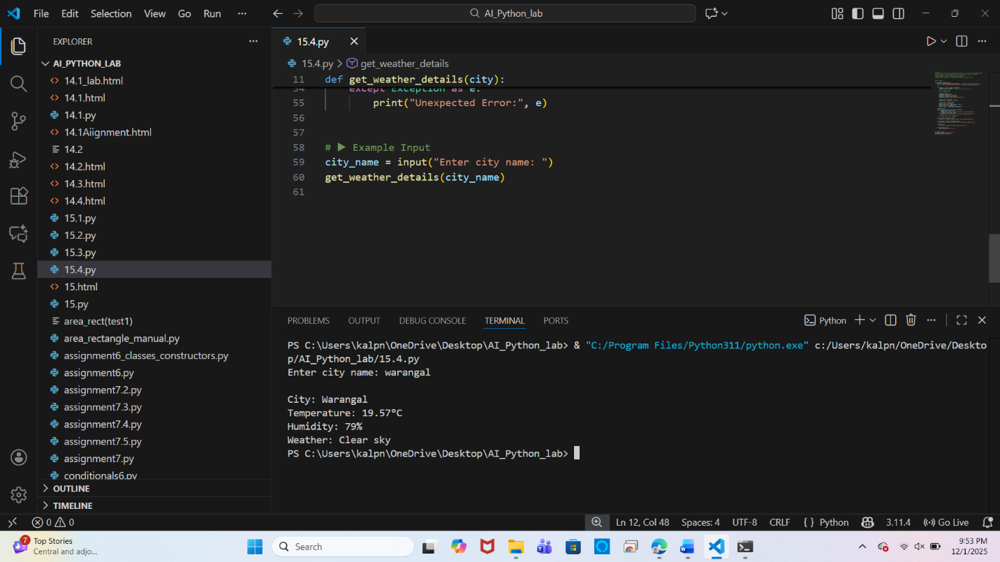 File Edit Selection View Go Run ···
AI_Python_lab
EXPLORER
AI_PYTHON_LAB
14.1_lab.html
14.1.html
14.1.py
14.1Aiignment.html
14.2
14.2.html
14.3.html
14.4.html
15.1.py
15.2.py
15.3.py
15.4.py
15.html
15.py
area_rect(test1)
area_rectangle_manual.py
assignment6_classes_constructors.py
assignment6.py
assignment7.2.py
assignment7.3.py
assignment7.4.py
assignment7.5.py
assignment7.py
conditionals6.py
OUTLINE
TIMELINE
15.4.py
15.4.py > get_weather_details
11 def get_weather_details(city):
54 except Exception as e:
55 print("Unexpected Error:", e)
56
57
58 # ▶ Example Input
59 city_name = input("Enter city name: ")
60 get_weather_details(city_name)
61
PROBLEMS OUTPUT DEBUG CONSOLE TERMINAL PORTS
Python
PS C:\Users\kalpn\OneDrive\Desktop\AI_Python_lab> & "C:/Program Files/Python311/python.exe" c:/Users/kalpn/OneDrive/Deskto
p/AI_Python_lab/15.4.py
Enter city name: warangal
City: Warangal
Temperature: 19.57°C
Humidity: 79%
Weather: Clear sky
PS C:\Users\kalpn\OneDrive\Desktop\AI_Python_lab>
0 0
Ln 12, Col 48 Spaces: 4 UTF-8 CRLF { } Python 3.11.4 Go Live
7
Top Stories
Central and adjo...
Search
9:53 PM
12/1/2025